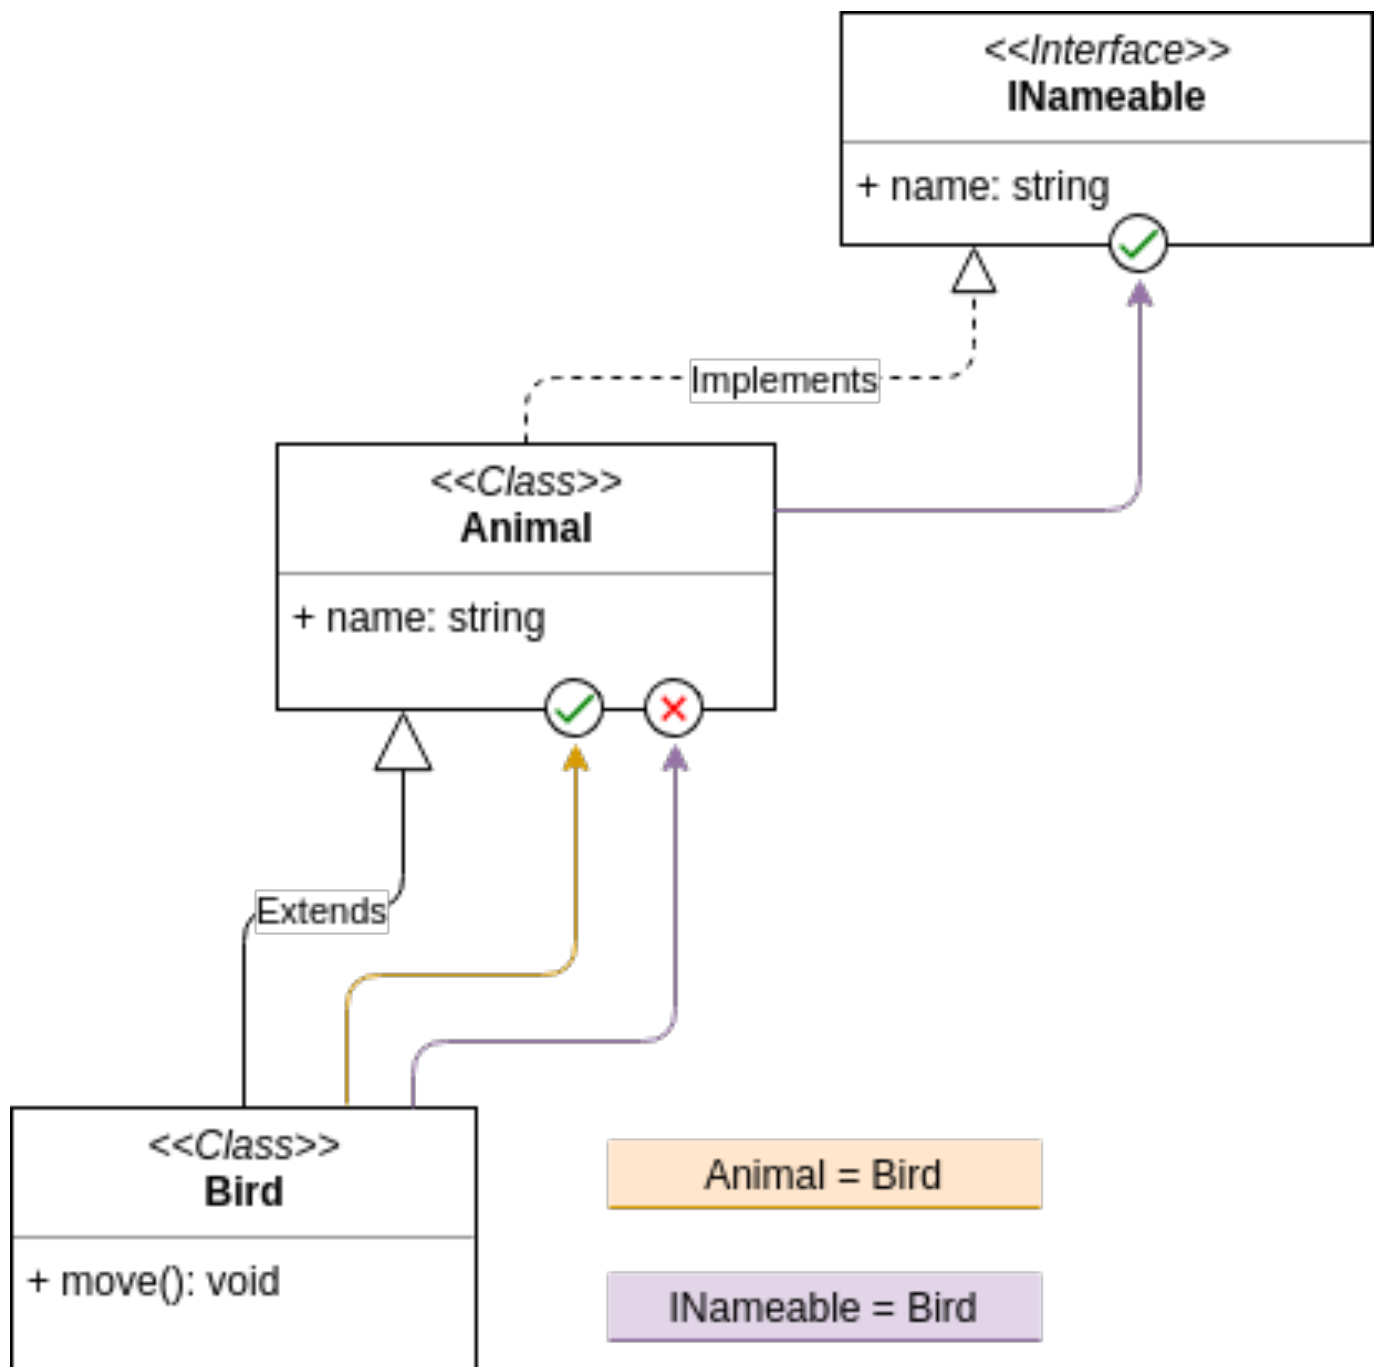 <<Interface>>
INameable
+ name: string
Implements
<<Class>>
Animal
+ name: string
Extends
<<Class>>
Bird
+ move(): void
Animal = Bird
INameable = Bird